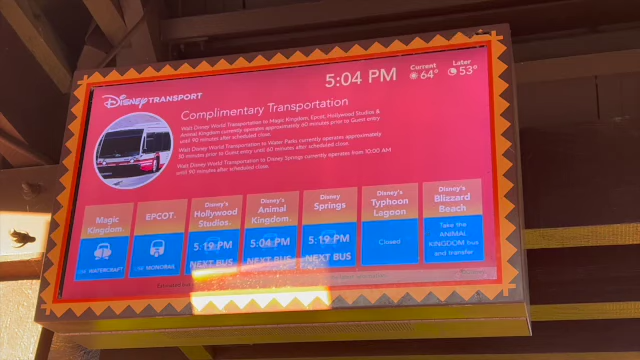 5:04 PM
Current
64°
Later
53°
Disney TRANSPORT
Complimentary Transportation
Walt Disney World Transportation to Magic Kingdom, Epcot, Hollywood Studios &
Animal Kingdom currently operates approximately 60 minutes prior to Guest entry
until 90 minutes after scheduled close.
Walt Disney World Transportation to Water Parks currently operates approximately
30 minutes prior to Guest entry until 60 minutes after scheduled close.
Walt Disney World Transportation to Disney Springs currently operates from 10:00 AM
until 90 minutes after scheduled close.
Magic
Kingdom.
WATERCRAFT
EPCOT.
MONORAIL
Disney's
Hollywood
Studios.
5:19 PM
NEXT BUS
Disney's
Animal
Kingdom.
5:04 PM
NEXT BUS
Disney
Springs
5:19 PM
NEXT BUS
Disney's
Typhoon
Lagoon
Closed
Disney's
Blizzard
Beach
Take the
ANIMAL
KINGDOM bus
and transfer